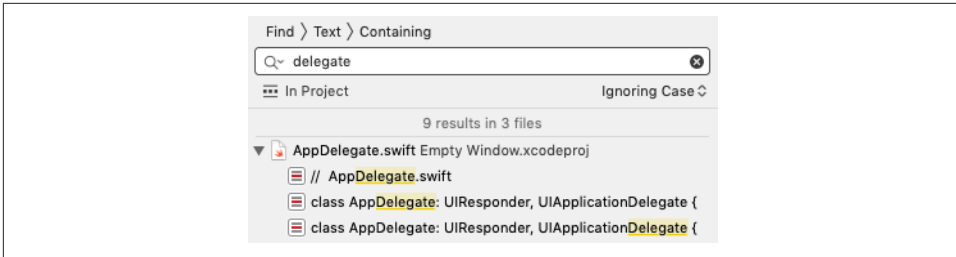 Find 〉 Text 〉 Containing
delegate
In Project Ignoring Case
9 results in 3 files
AppDelegate.swift Empty Window.xcodeproj
// AppDelegate.swift
class AppDelegate: UIResponder, UIApplicationDelegate {
class AppDelegate: UIResponder, UIApplicationDelegate {